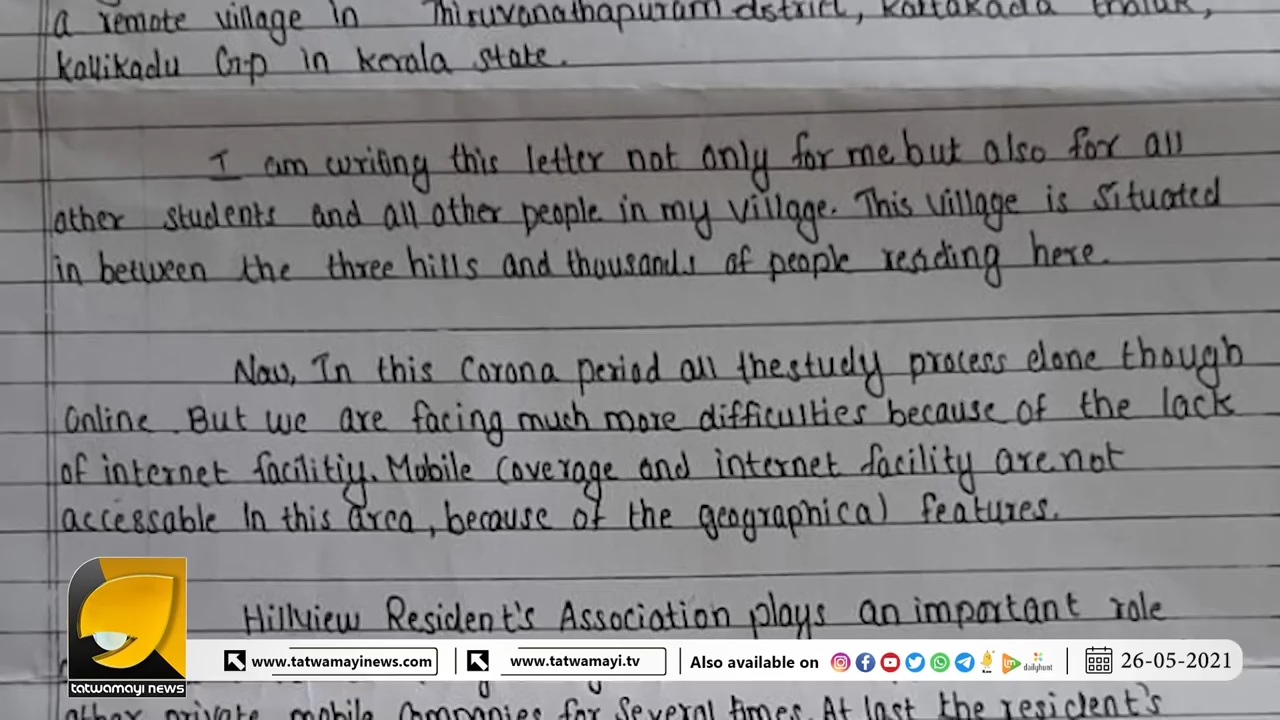 a remote village in Thiruvanathapuram dstrict, Kattakada thaluk,
Kallikadu G.p in Kerala state.
I am writing this letter not only for me but also for all
other students and all other people in my village. This village is situated
in between the three hills and thousands of people resding here.
Now, In this Corona period all the study process done though
online. But we are facing much more difficulties because of the lack
of internet facilitiy. Mobile Coverage and internet facility are not
accessable In this area, because of the geographical features.
Hillview Resident's Association plays an important role
other private mobile Companies for Several times. At last the resident's
tatwamayi news
www.tatwamayinews.com
www.tatwamayi.tv
Also available on
dailyhunt
26-05-2021